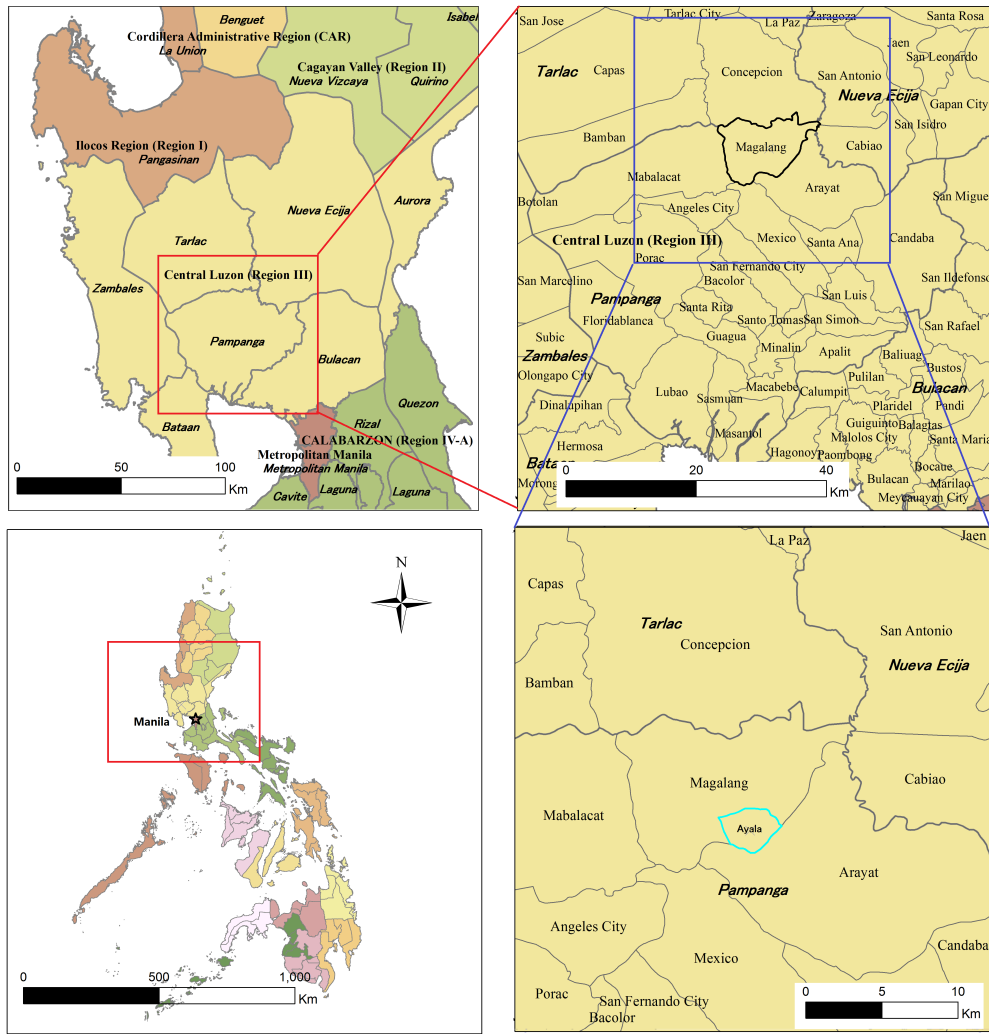 Benguet
Isabel
Cordillera Administrative Region (CAR)
La Union
Cagayan Valley (Region II)
Nueva Vizcaya
Quirino
Ilocos Region (Region I)
Pangasinan
Aurora
Nueva Ecija
Tarlac
Central Luzon (Region III)
Zambales
Pampanga
Bulacan
Quezon
Rizal
Bataan
CALABARZON (Region IV-A)
Metropolitan Manila
Metropolitan Manila
Laguna
Laguna
Cavite
0 50 100
Km
San Jose
Tarlac City
La Paz
Zaragoza
Santa Rosa
Jaen
San Leonardo
Tarlac
Capas
Concepcion
San Antonio
Nueva Ecija
Gapan City
San Isidro
Bamban
Magalang
Cabiao
Mabalacat
Arayat
San Migue
Botolan
Angeles City
Central Luzon (Region III)
Mexico
Santa Ana
Candaba
Porac
San Fernando City
Bacolor
San Marcelino
San Ildefonso
Pampanga
San Luis
Santa Rita
Floridablanca
Santo Tomas
San Simon
San Rafael
Subic
Guagua
Minalin
Apalit
Baliuag
Zambales
Bustos
Olongapo City
Pulilan
Bulacan
Lubao
Macabebe
Calumpit
Sasmuan
Dinalupihan
Plaridel
Pandi
Guiguinto
Balagtas
Masantol
Malolos City
Santa Maria
Hermosa
Hagonoy
Paombong
Bataan
Bocaue
Morong
Bulacan
Marilao
Meycauayan City
0 20 40
Km
N
Manila
0 500 1,000
Km
La Paz
Jaen
Capas
Tarlac
Concepcion
San Antonio
Nueva Ecija
Bamban
Magalang
Cabiao
Mabalacat
Ayala
Arayat
Pampanga
Angeles City
Mexico
Candaba
Porac
San Fernando City
Bacolor
0 5 10
Km